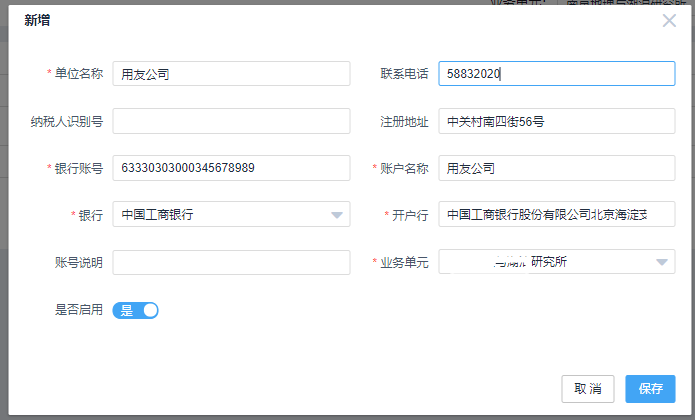 新增
* 单位名称 用友公司 联系电话 58832020
纳税人识别号 注册地址 中关村南四街56号
* 银行账号 63330303000345678989 * 账户名称 用友公司
* 银行 中国工商银行 * 开户行 中国工商银行股份有限公司北京海淀支
账号说明 * 业务单元 研究所
是否启用 是
取消 保存